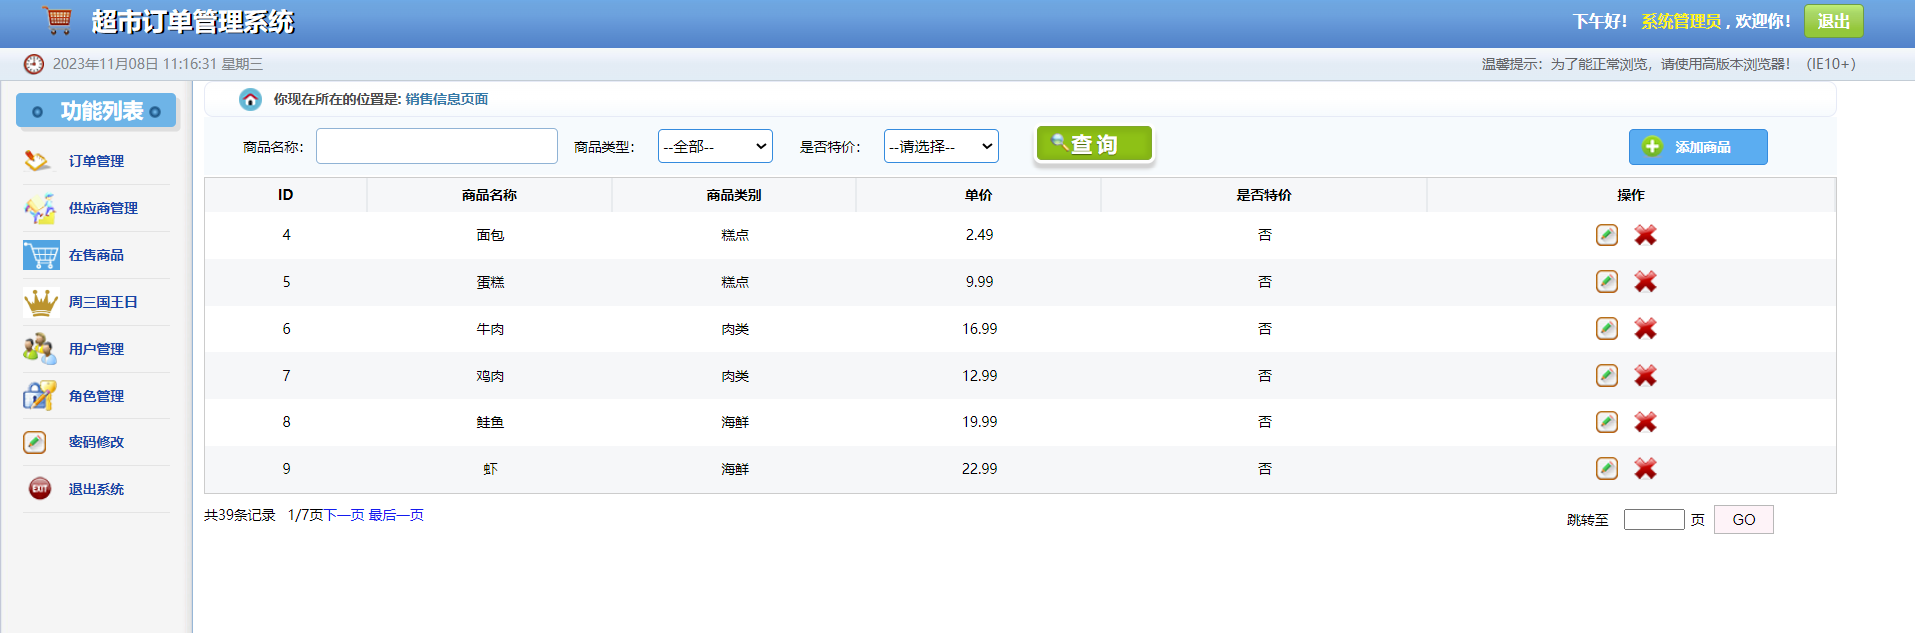 超市订单管理系统
下午好！ 系统管理员，欢迎你！ 退出
2023年11月08日 11:16:31 星期三
温馨提示：为了能正常浏览，请使用高版本浏览器！ （IE10+）
功能列表
订单管理
供应商管理
在售商品
周三国王日
用户管理
角色管理
密码修改
EXIT 退出系统
你现在所在的位置是: 销售信息页面
商品名称： 商品类型： --全部-- 是否特价： --请选择-- 查 询 添加商品
ID 商品名称 商品类别 单价 是否特价 操作
4 面包 糕点 2.49 否
5 蛋糕 糕点 9.99 否
6 牛肉 肉类 16.99 否
7 鸡肉 肉类 12.99 否
8 鲑鱼 海鲜 19.99 否
9 虾 海鲜 22.99 否
共39条记录 1/7页下一页 最后一页
跳转至 页 GO